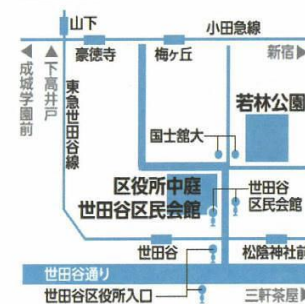 山下
小田急線
豪徳寺
梅ヶ丘
新宿▶
◀成城学園前
▲下高井戸
東急世田谷線
若林公園
国士舘大
区役所中庭
世田谷区民会館
世田谷
区民会館
世田谷
松陰神社前
世田谷通り
世田谷区役所入口
三軒茶屋▶